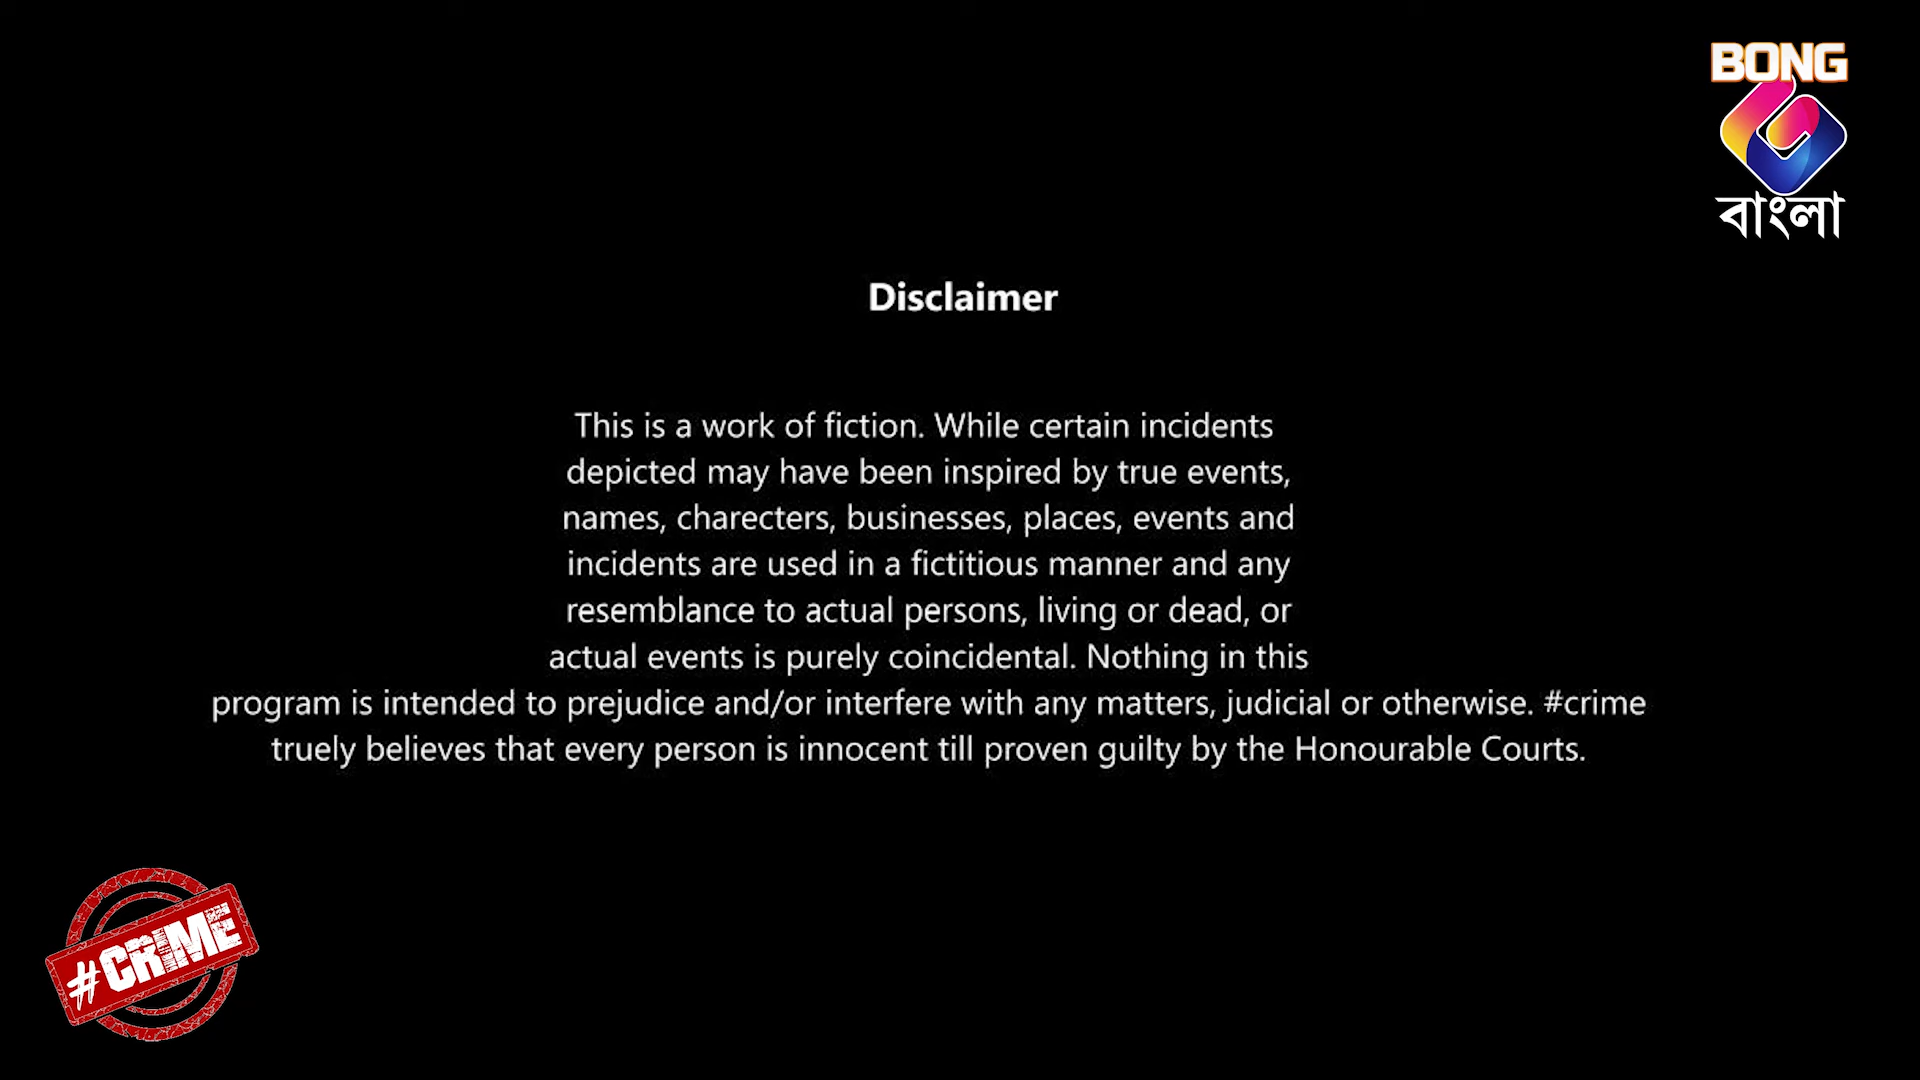 BONG
বাংলা
Disclaimer
This is a work of fiction. While certain incidents
depicted may have been inspired by true events,
names, charecters, businesses, places, events and
incidents are used in a fictitious manner and any
resemblance to actual persons, living or dead, or
actual events is purely coincidental. Nothing in this
program is intended to prejudice and/or interfere with any matters, judicial or otherwise. #crime
truely believes that every person is innocent till proven guilty by the Honourable Courts.
#CRIME